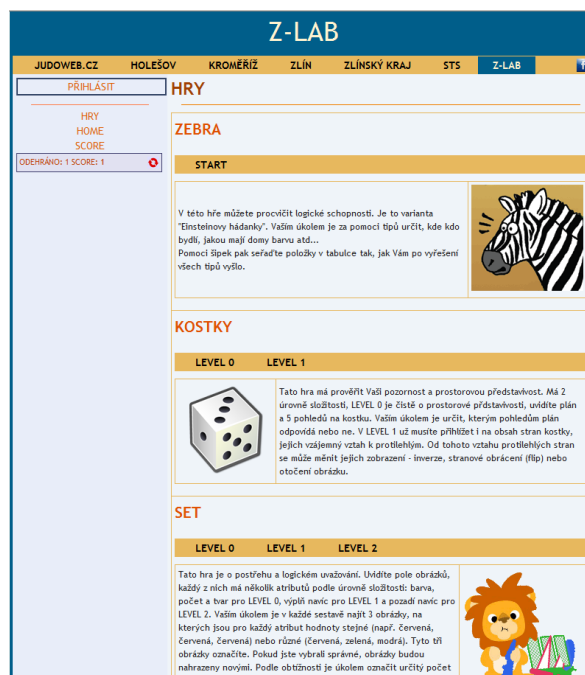 Z-LAB
JUDOWEB.CZ HOLEŠOV KROMĚŘÍŽ ZLÍN ZLÍNSKÝ KRAJ STS Z-LAB f
PŘIHLÁSIT
HRY
HOME
SCORE
ODEHRÁNO: 1 SCORE: 1
HRY
ZEBRA
START
V této hře můžete procvičit logické schopnosti. Je to varianta
"Einsteinovy hádanky". Vašim úkolem je za pomoci tipů určit, kde kdo
bydlí, jakou mají domy barvu atd...
Pomoci šipek pak seřaďte položky v tabulce tak, jak Vám po vyřešení
všech tipů vyšlo.
KOSTKY
LEVEL 0 LEVEL 1
Tato hra má prověřit Vaši pozornost a prostorovou představivost. Má 2
úrovně složitosti, LEVEL 0 je čistě o prostorové přdstavivosti, uvidíte plán
a 5 pohledů na kostku. Vaším úkolem je určit, kterým pohledům plán
odpovídá nebo ne. V LEVEL 1 už musíte přihlížet i na obsah stran kostky,
jejich vzájemný vztah k protilehlým. Od tohoto vztahu protilehlých stran
se může měnit jejich zobrazení - inverze, stranové obrácení (flip) nebo
otočení obrázku.
SET
LEVEL 0 LEVEL 1 LEVEL 2
Tato hra je o postřehu a logickém uvažování. Uvidíte pole obrázků,
každý z nich má několik atributů podle úrovně složitosti: barva,
počet a tvar pro LEVEL 0, výplň navíc pro LEVEL 1 a pozadí navíc pro
LEVEL 2. Vaším úkolem je v každé sestavě najít 3 obrázky, na
kterých jsou pro každý atribut hodnoty stejné (např. červená,
červená, červená) nebo různé (červená, zelená, modrá). Tyto tři
obrázky označíte. Pokud jste vybrali správné, obrázky budou
nahrazeny novými. Podle obtížnosti je úkolem označit určitý počet